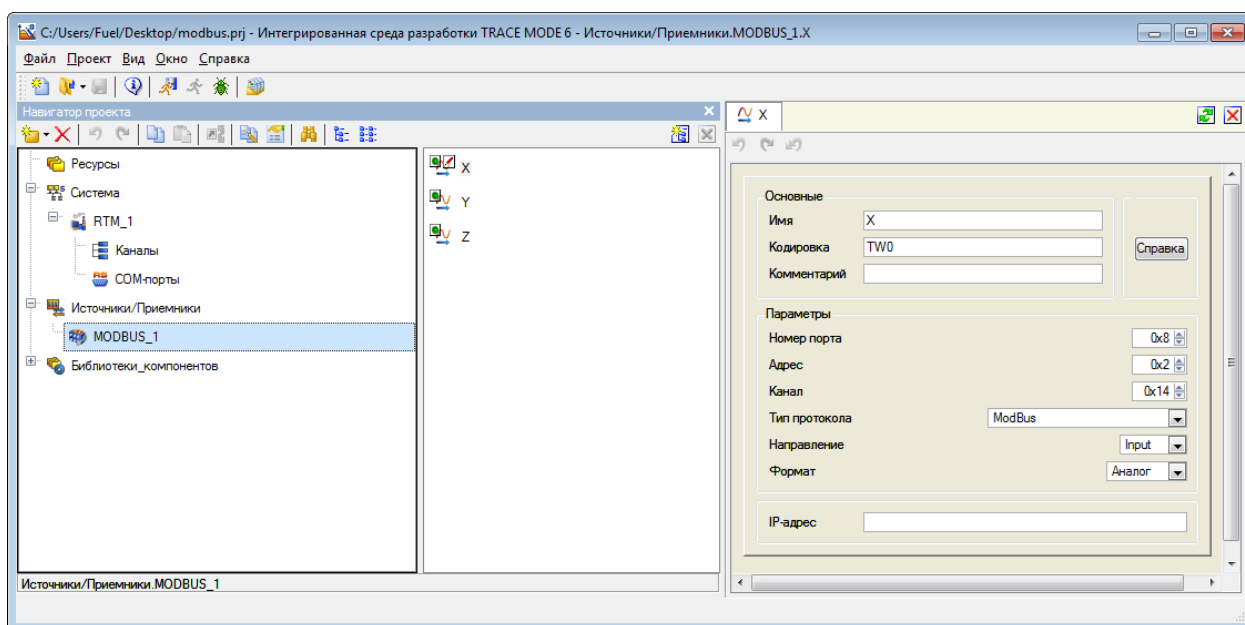 C:/Users/Fuel/Desktop/modbus.prj - Интегрированная среда разработки TRACE MODE 6 - Источники/Приемники.MODBUS_1.X
Файл Проект Вид Окно Справка
Навигатор проекта
Ресурсы
Система
RTM_1
Каналы
COM-порты
Источники/Приемники
MODBUS_1
Библиотеки_компонентов
X
Y
Z
X
Основные
Имя X
Кодировка TW0
Комментарий
Справка
Параметры
Номер порта 0x8
Адрес 0x2
Канал 0x14
Тип протокола ModBus
Направление Input
Формат Аналог
IP-адрес
Источники/Приемники.MODBUS_1